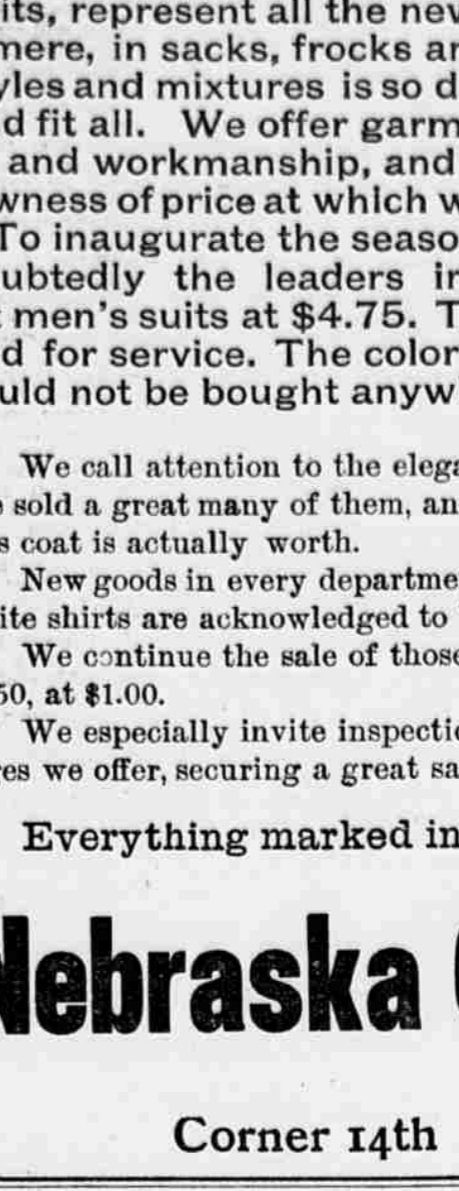 its, represent all the new
mere, in sacks, frocks an
yles and mixtures is so d
d fit all. We offer garm
and workmanship, and
wness of price at which w
To inaugurate the seaso
ubtedly the leaders in
t men's suits at $4.75. T
d for service. The color
uld not be bought anyw
We call attention to the elega
e sold a great many of them, an
s coat is actually worth.
New goods in every departme
ite shirts are acknowledged to
We continue the sale of those
50, at $1.00.
We especially invite inspectio
res we offer, securing a great sa
Everything marked in
Nebraska
Corner 14th